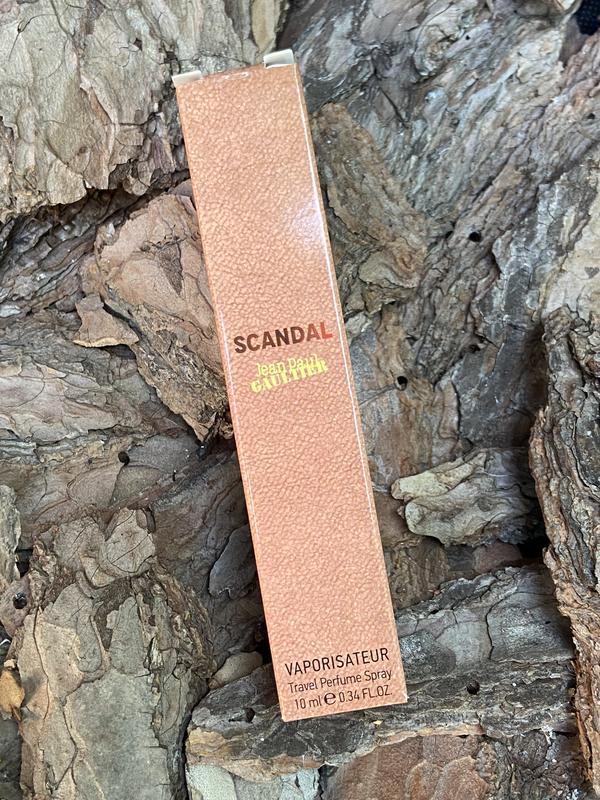 SCANDAL
Jean Paul
GAULTIER
VAPORISATEUR
Travel Perfume Spray
10 ml ℮ 0.34 FL.OZ.